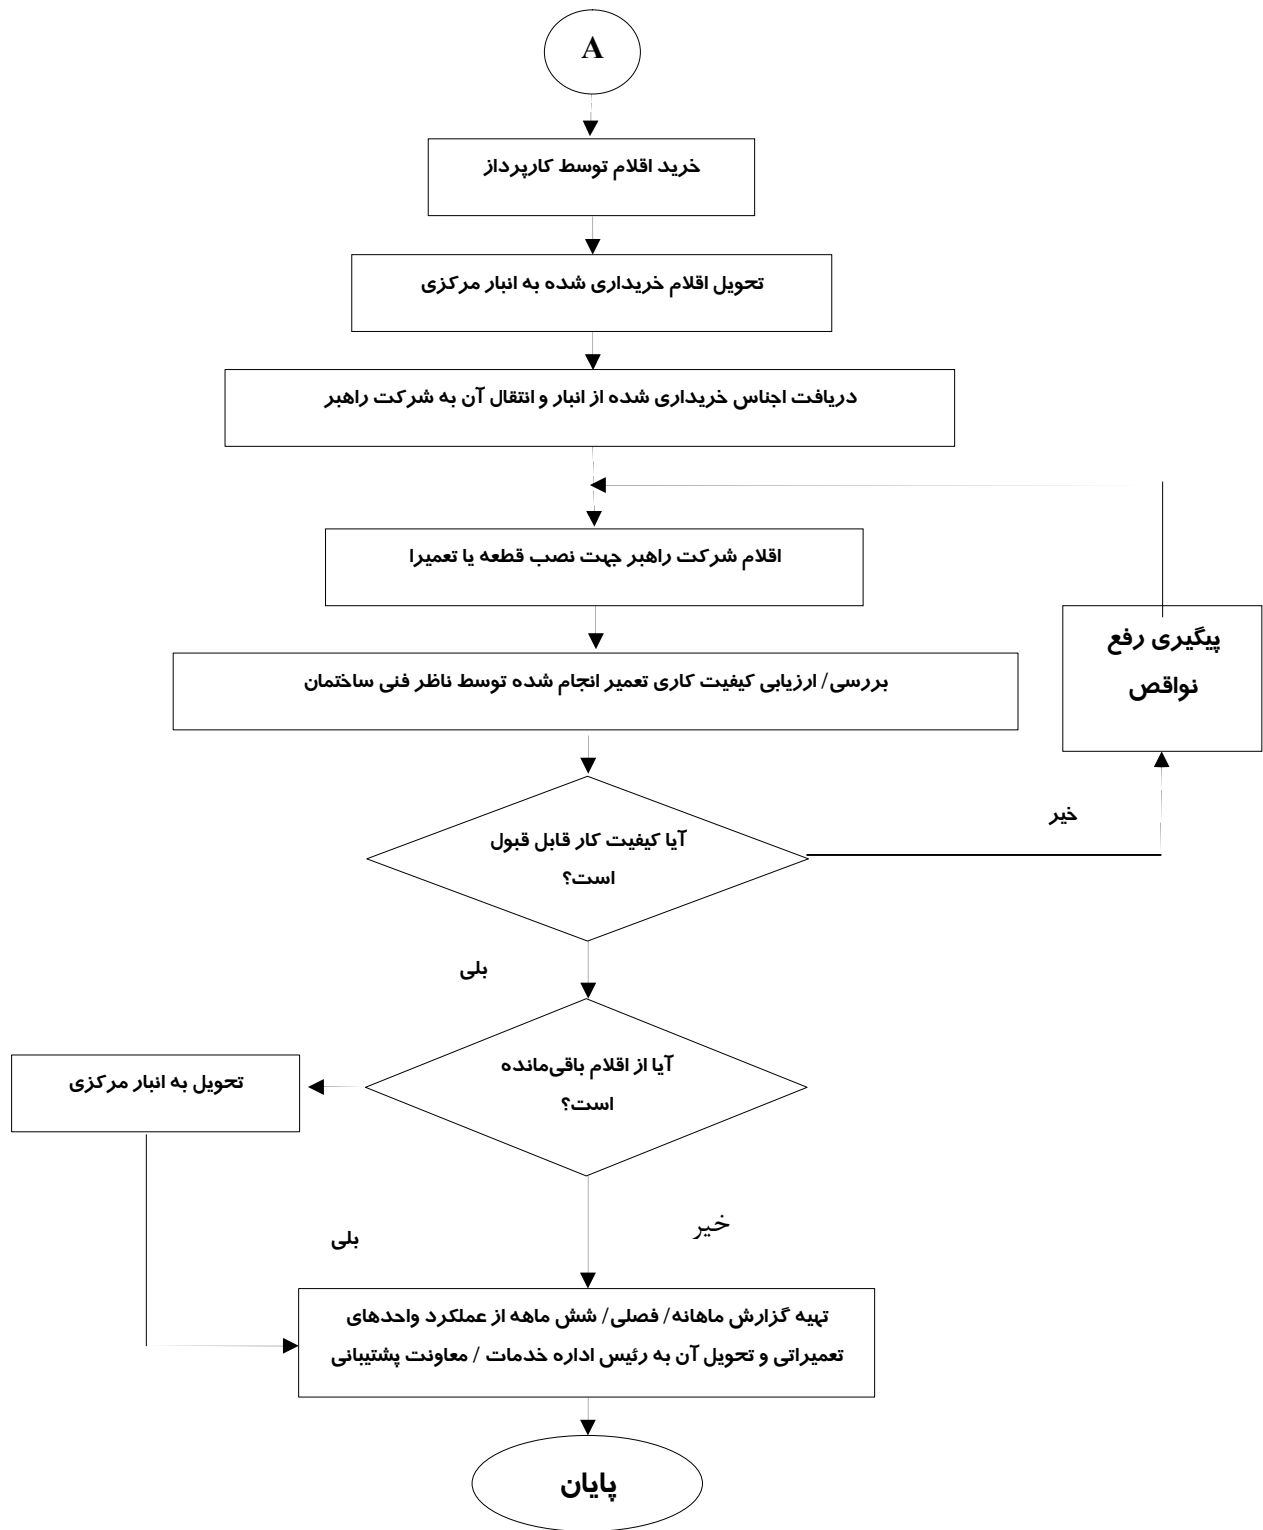 A
خرید اقلام توسط کارپرداز
تحویل اقلام خریداری شده به انبار مرکزی
دریافت اجناس خریداری شده از انبار و انتقال آن به شرکت راهبر
اقلام شرکت راهبر جهت نصب قطعه یا تعمیرا
پیگیری رفع
نواقص
بررسی/ ارزیابی کیفیت کاری تعمیر انجام شده توسط ناظر فنی ساختمان
آیا کیفیت کار قابل قبول
است؟
خیر
بلی
آیا از اقلام باقی‌مانده
است؟
تحویل به انبار مرکزی
خیر
بلی
تهیه گزارش ماهانه/ فصلی/ شش ماهه از عملکرد واحدهای
تعمیراتی و تحویل آن به رئیس اداره خدمات / معاونت پشتیبانی
پایان